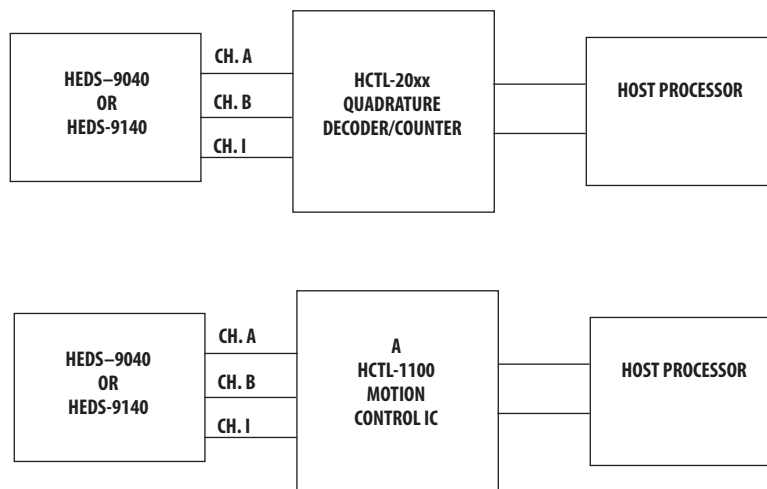 CH. A
HEDS–9040
OR
HEDS-9140
CH. B
CH. I
HCTL-20xx
QUADRATURE
DECODER/COUNTER
HOST PROCESSOR
CH. A
HEDS–9040
OR
HEDS-9140
CH. B
CH. I
A
HCTL-1100
MOTION
CONTROL IC
HOST PROCESSOR